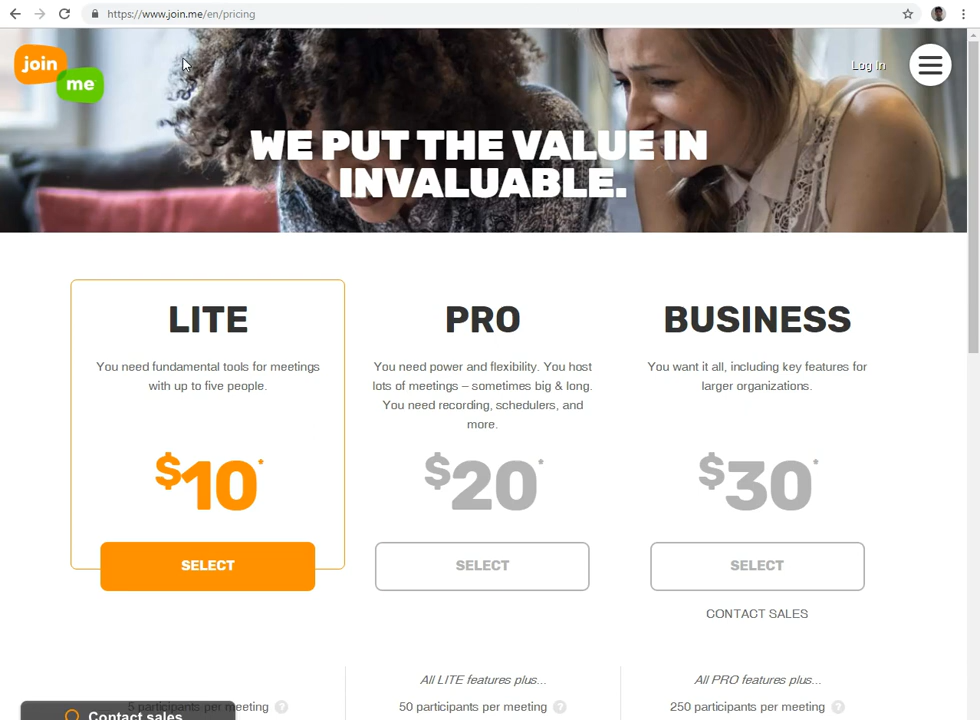 https://www.join.me/en/pricing
join
me
Log In
WE PUT THE VALUE IN
INVALUABLE.
LITE
You need fundamental tools for meetings
with up to five people.
$10*
SELECT
PRO
You need power and flexibility. You host
lots of meetings – sometimes big & long.
You need recording, schedulers, and
more.
$20*
SELECT
BUSINESS
You want it all, including key features for
larger organizations.
$30*
SELECT
CONTACT SALES
5 participants per meeting ?
All LITE features plus...
50 participants per meeting ?
All PRO features plus...
250 participants per meeting ?
Contact sales